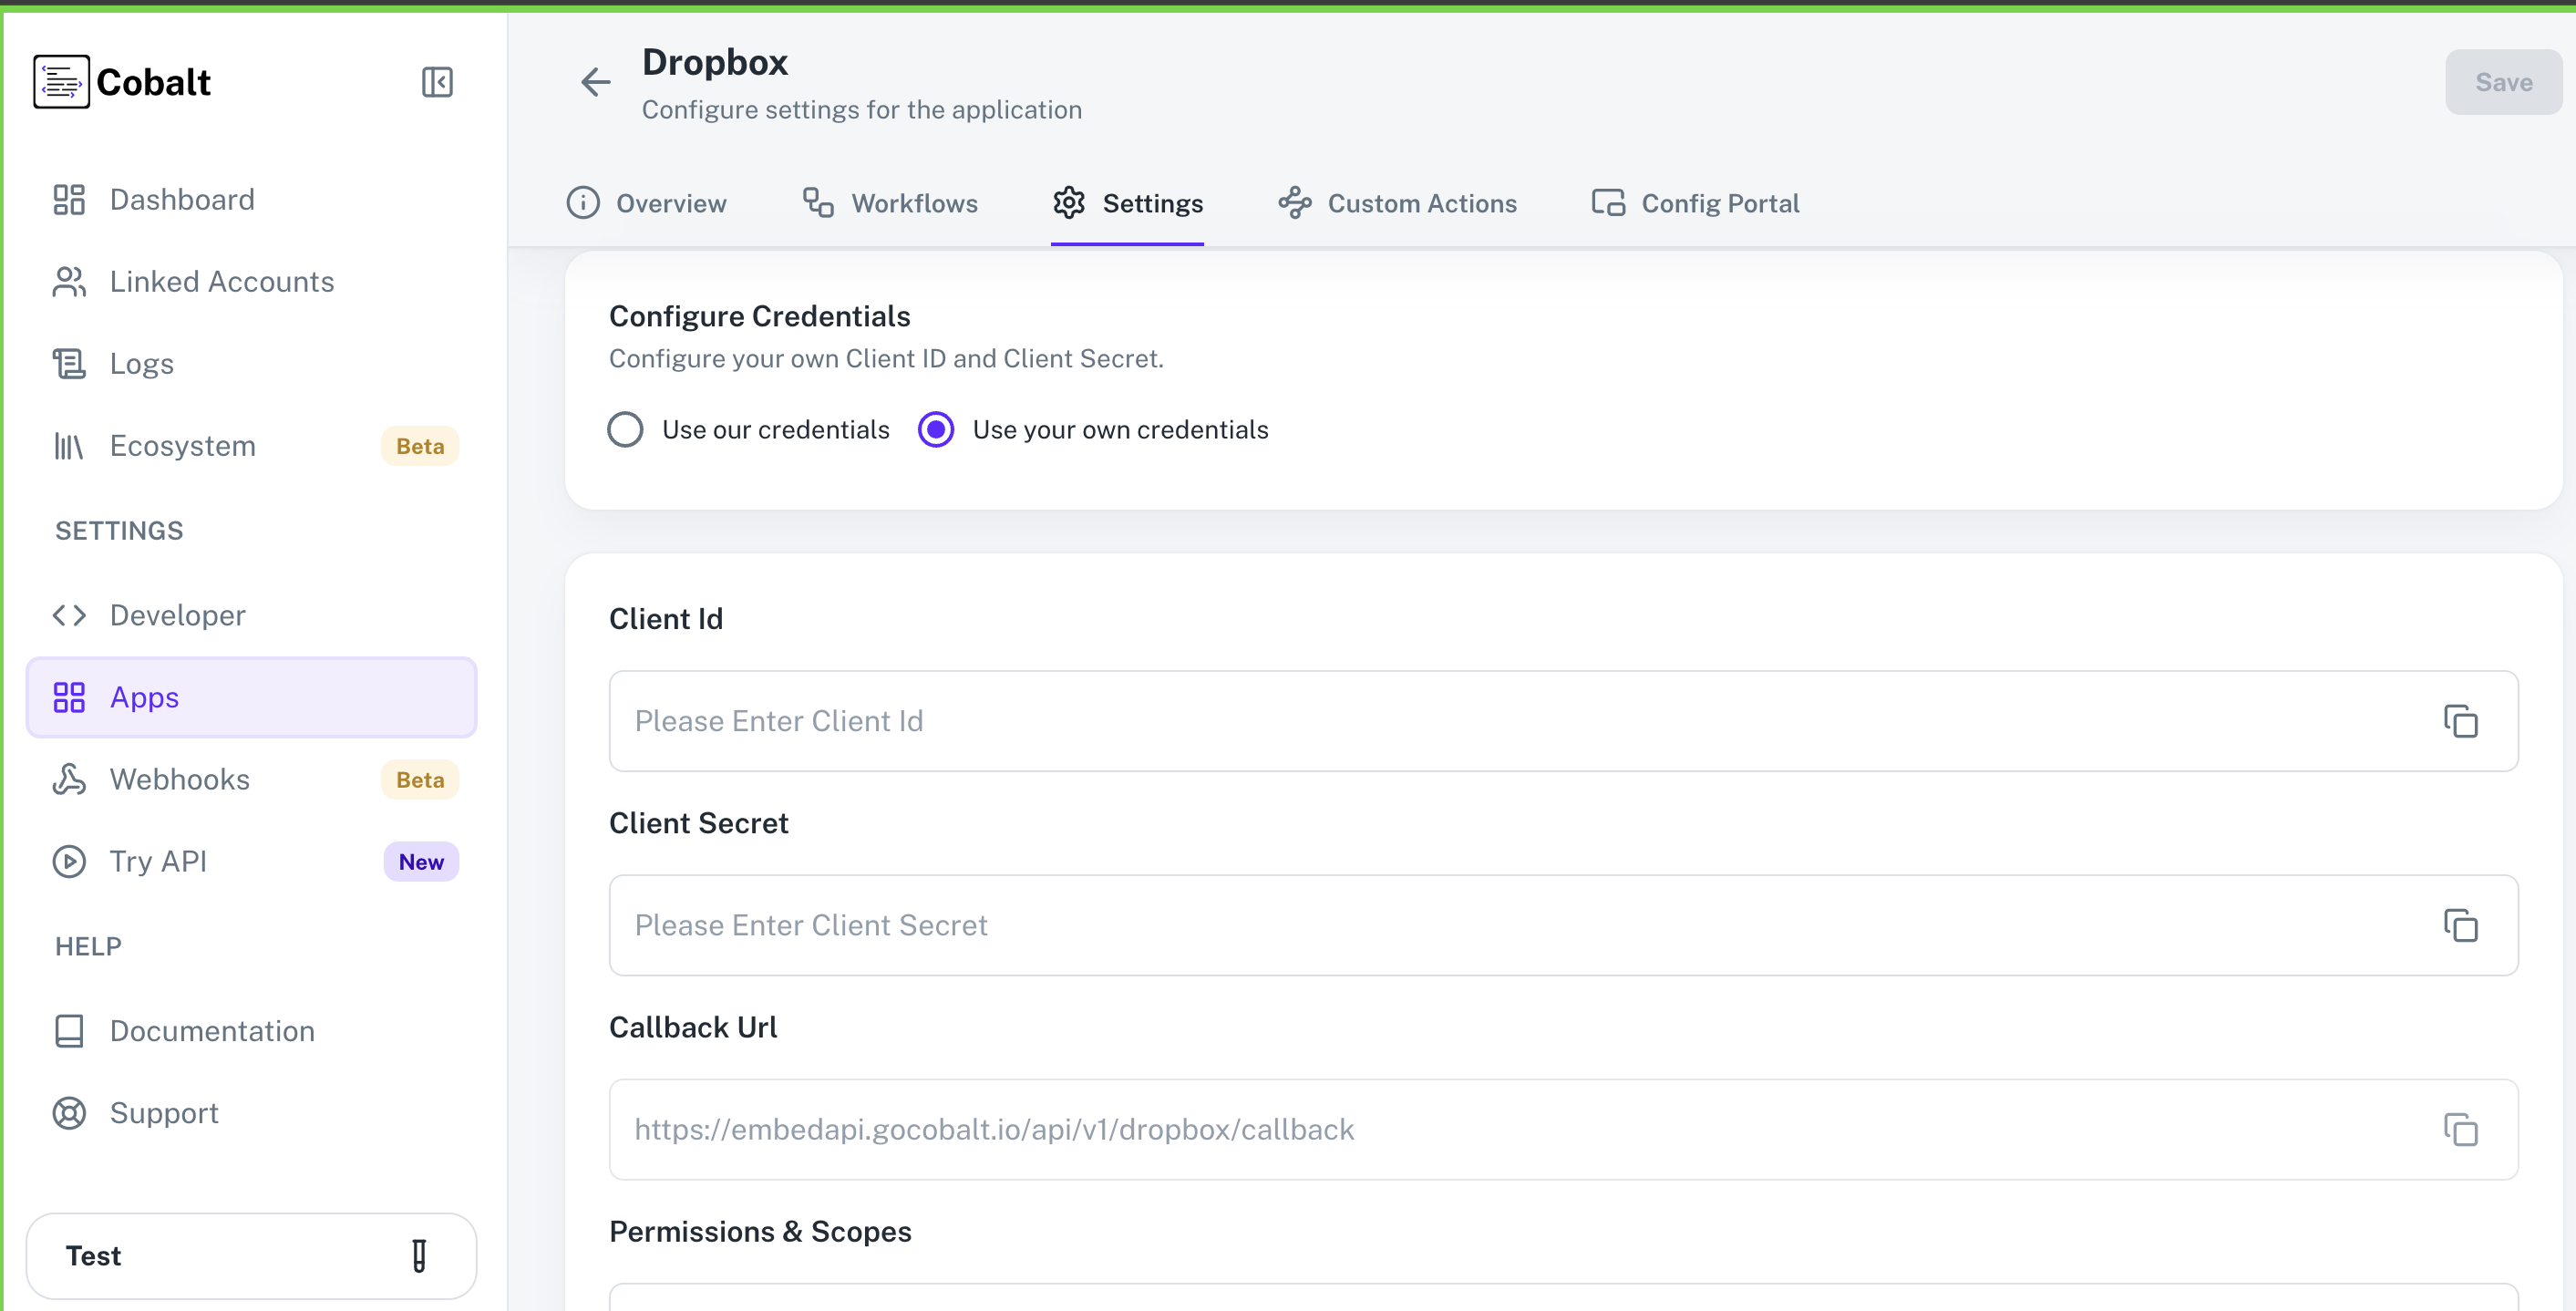 Cobalt
Dashboard
Linked Accounts
Logs
Ecosystem Beta
SETTINGS
Developer
Apps
Webhooks Beta
Try API New
HELP
Documentation
Support
Test
Dropbox
Configure settings for the application
Save
Overview Workflows Settings Custom Actions Config Portal
Configure Credentials
Configure your own Client ID and Client Secret.
Use our credentials Use your own credentials
Client Id
Please Enter Client Id
Client Secret
Please Enter Client Secret
Callback Url
https://embedapi.gocobalt.io/api/v1/dropbox/callback
Permissions & Scopes